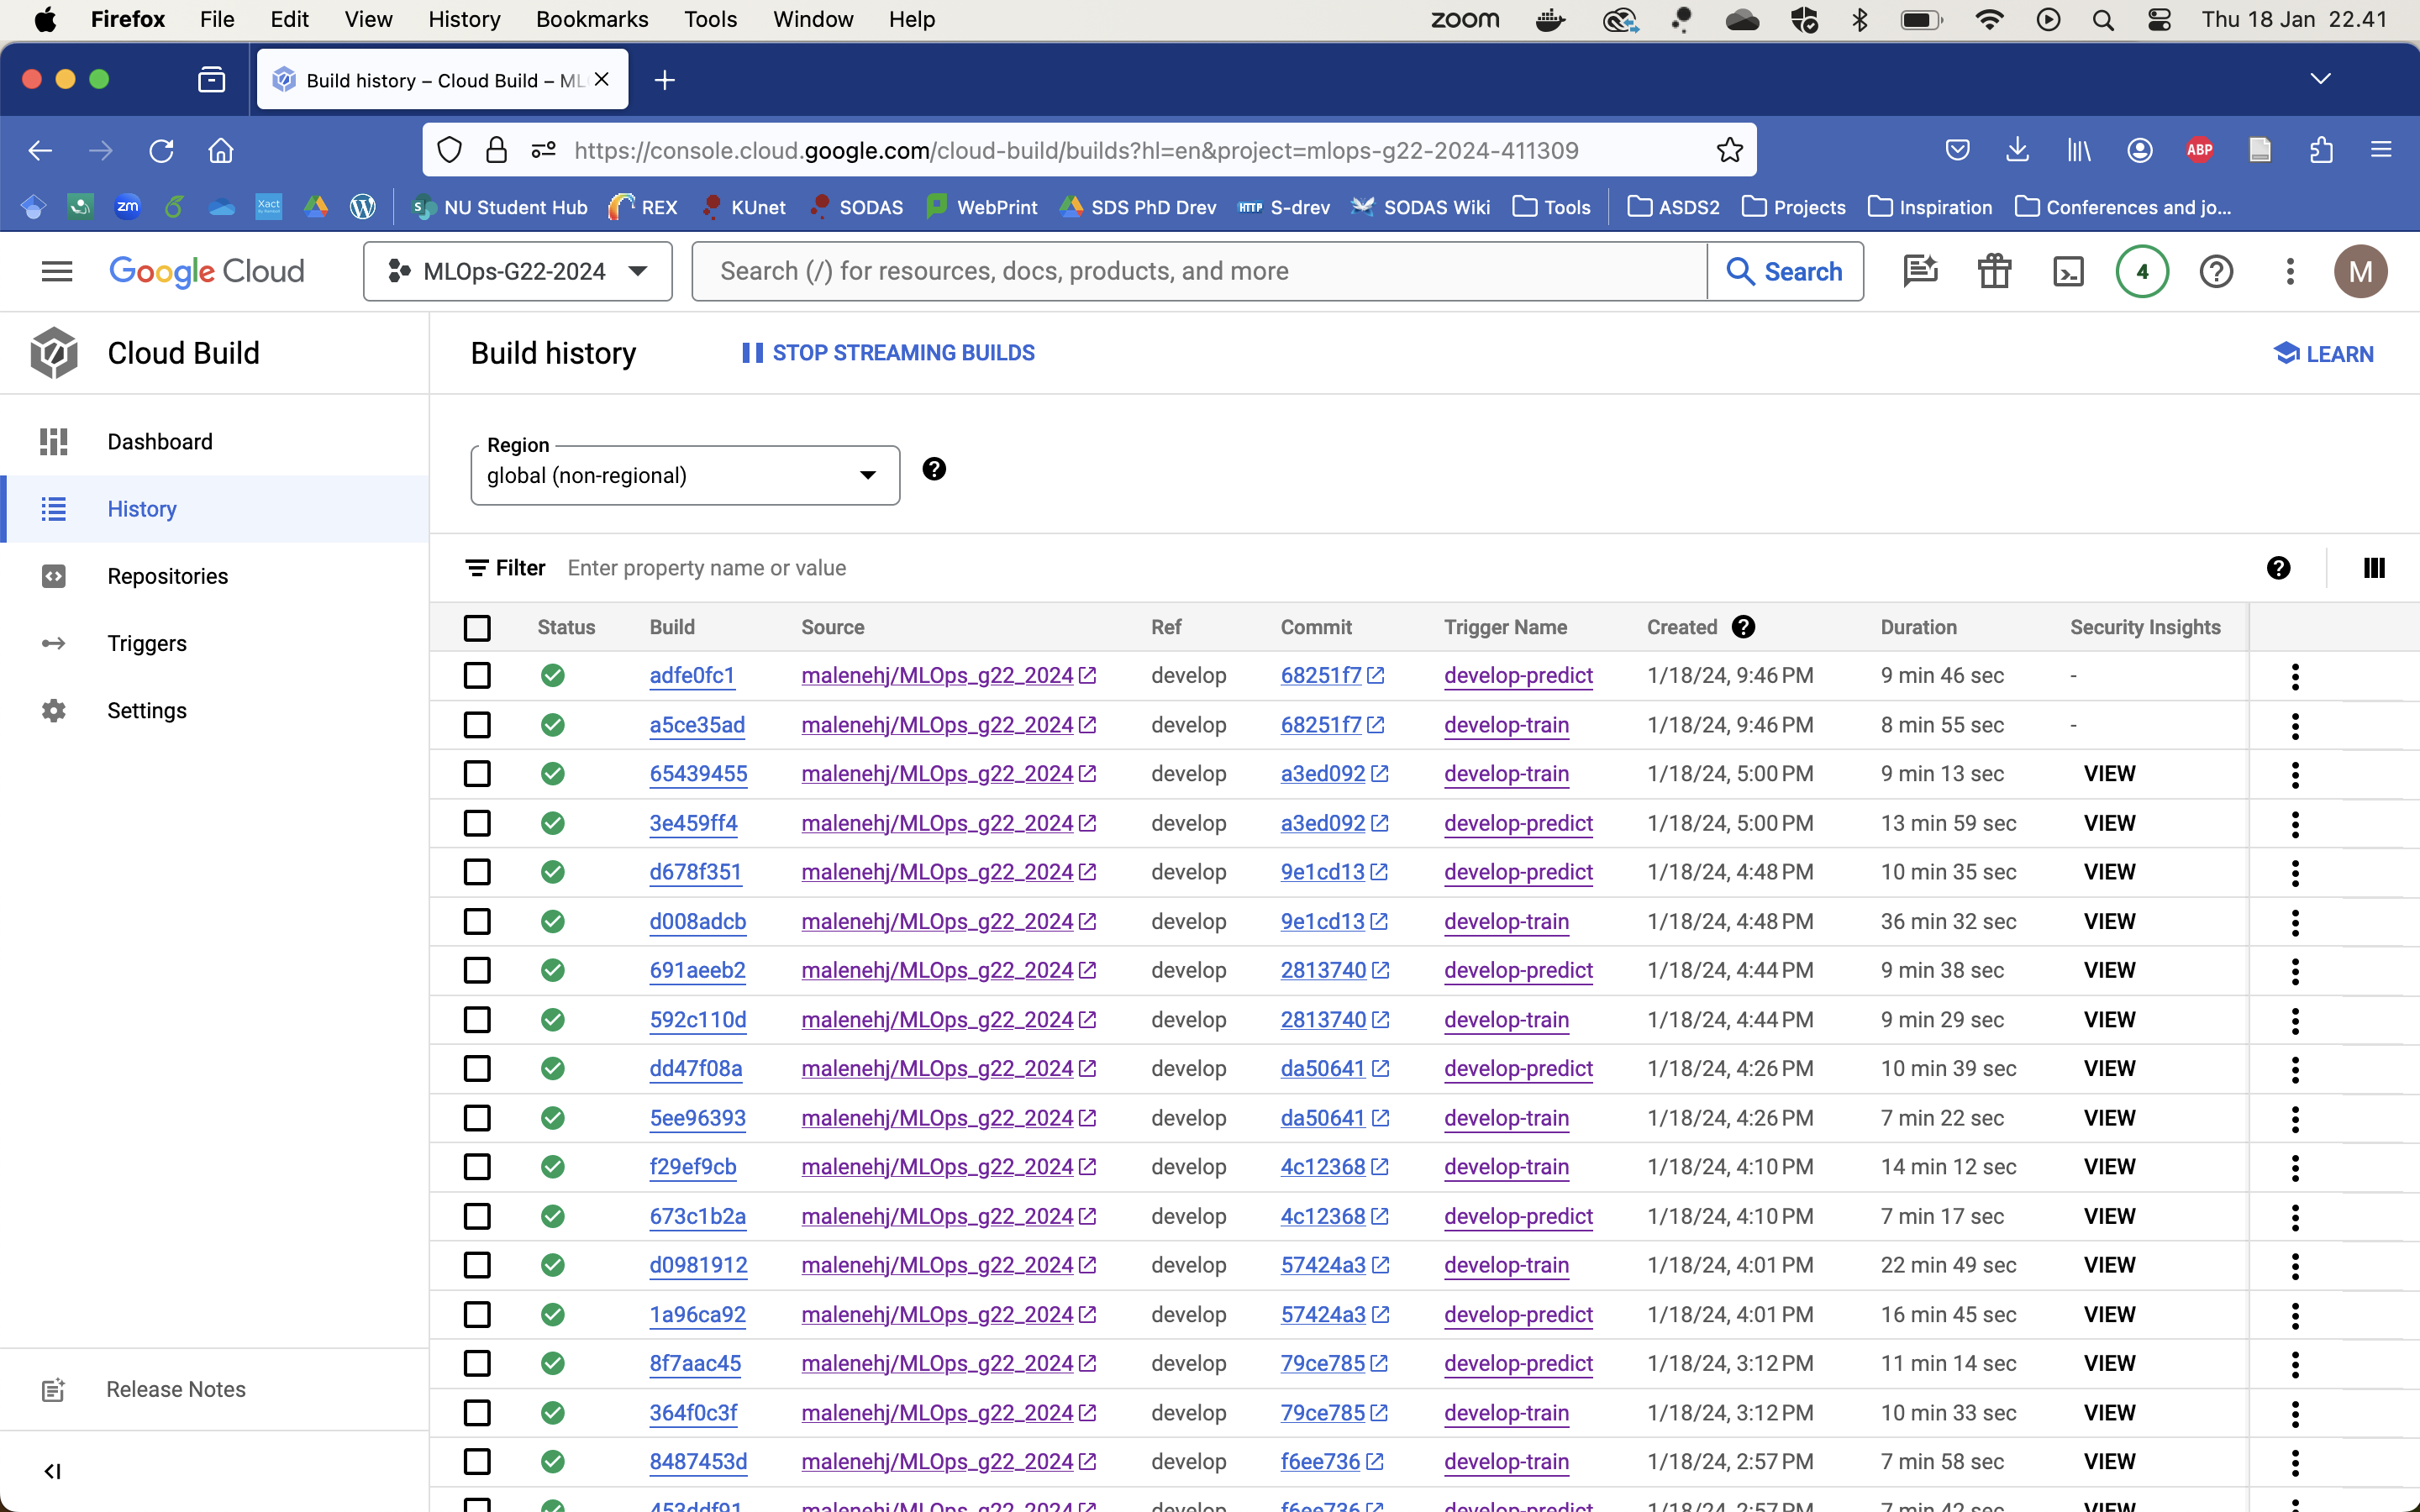 Firefox File Edit View History Bookmarks Tools Window Help zoom Thu 18 Jan 22.41
Build history – Cloud Build – ML
https://console.cloud.google.com/cloud-build/builds?hl=en&project=mlops-g22-2024-411309 ABP
zm Xact S NU Student Hub REX KUnet SODAS WebPrint SDS PhD Drev HTTP S-drev SODAS Wiki Tools ASDS2 Projects Inspiration Conferences and jo...
Google Cloud MLOps-G22-2024 Search (/) for resources, docs, products, and more Search 4 M
Cloud Build Build history STOP STREAMING BUILDS LEARN
Dashboard
History
Repositories
Triggers
Settings
Release Notes
Region
global (non-regional)
Filter Enter property name or value
Status Build Source Ref Commit Trigger Name Created Duration Security Insights
adfe0fc1 malenehj/MLOps_g22_2024 develop 68251f7 develop-predict 1/18/24, 9:46 PM 9 min 46 sec -
a5ce35ad malenehj/MLOps_g22_2024 develop 68251f7 develop-train 1/18/24, 9:46 PM 8 min 55 sec -
65439455 malenehj/MLOps_g22_2024 develop a3ed092 develop-train 1/18/24, 5:00 PM 9 min 13 sec VIEW
3e459ff4 malenehj/MLOps_g22_2024 develop a3ed092 develop-predict 1/18/24, 5:00 PM 13 min 59 sec VIEW
d678f351 malenehj/MLOps_g22_2024 develop 9e1cd13 develop-predict 1/18/24, 4:48 PM 10 min 35 sec VIEW
d008adcb malenehj/MLOps_g22_2024 develop 9e1cd13 develop-train 1/18/24, 4:48 PM 36 min 32 sec VIEW
691aeeb2 malenehj/MLOps_g22_2024 develop 2813740 develop-predict 1/18/24, 4:44 PM 9 min 38 sec VIEW
592c110d malenehj/MLOps_g22_2024 develop 2813740 develop-train 1/18/24, 4:44 PM 9 min 29 sec VIEW
dd47f08a malenehj/MLOps_g22_2024 develop da50641 develop-predict 1/18/24, 4:26 PM 10 min 39 sec VIEW
5ee96393 malenehj/MLOps_g22_2024 develop da50641 develop-train 1/18/24, 4:26 PM 7 min 22 sec VIEW
f29ef9cb malenehj/MLOps_g22_2024 develop 4c12368 develop-train 1/18/24, 4:10 PM 14 min 12 sec VIEW
673c1b2a malenehj/MLOps_g22_2024 develop 4c12368 develop-predict 1/18/24, 4:10 PM 7 min 17 sec VIEW
d0981912 malenehj/MLOps_g22_2024 develop 57424a3 develop-train 1/18/24, 4:01 PM 22 min 49 sec VIEW
1a96ca92 malenehj/MLOps_g22_2024 develop 57424a3 develop-predict 1/18/24, 4:01 PM 16 min 45 sec VIEW
8f7aac45 malenehj/MLOps_g22_2024 develop 79ce785 develop-predict 1/18/24, 3:12 PM 11 min 14 sec VIEW
364f0c3f malenehj/MLOps_g22_2024 develop 79ce785 develop-train 1/18/24, 3:12 PM 10 min 33 sec VIEW
8487453d malenehj/MLOps_g22_2024 develop f6ee736 develop-train 1/18/24, 2:57 PM 7 min 58 sec VIEW
453ddf91 malenehj/MLOps_g22_2024 develop f6ee736 develop-predict 1/18/24, 2:57 PM 7 min 42 sec VIEW